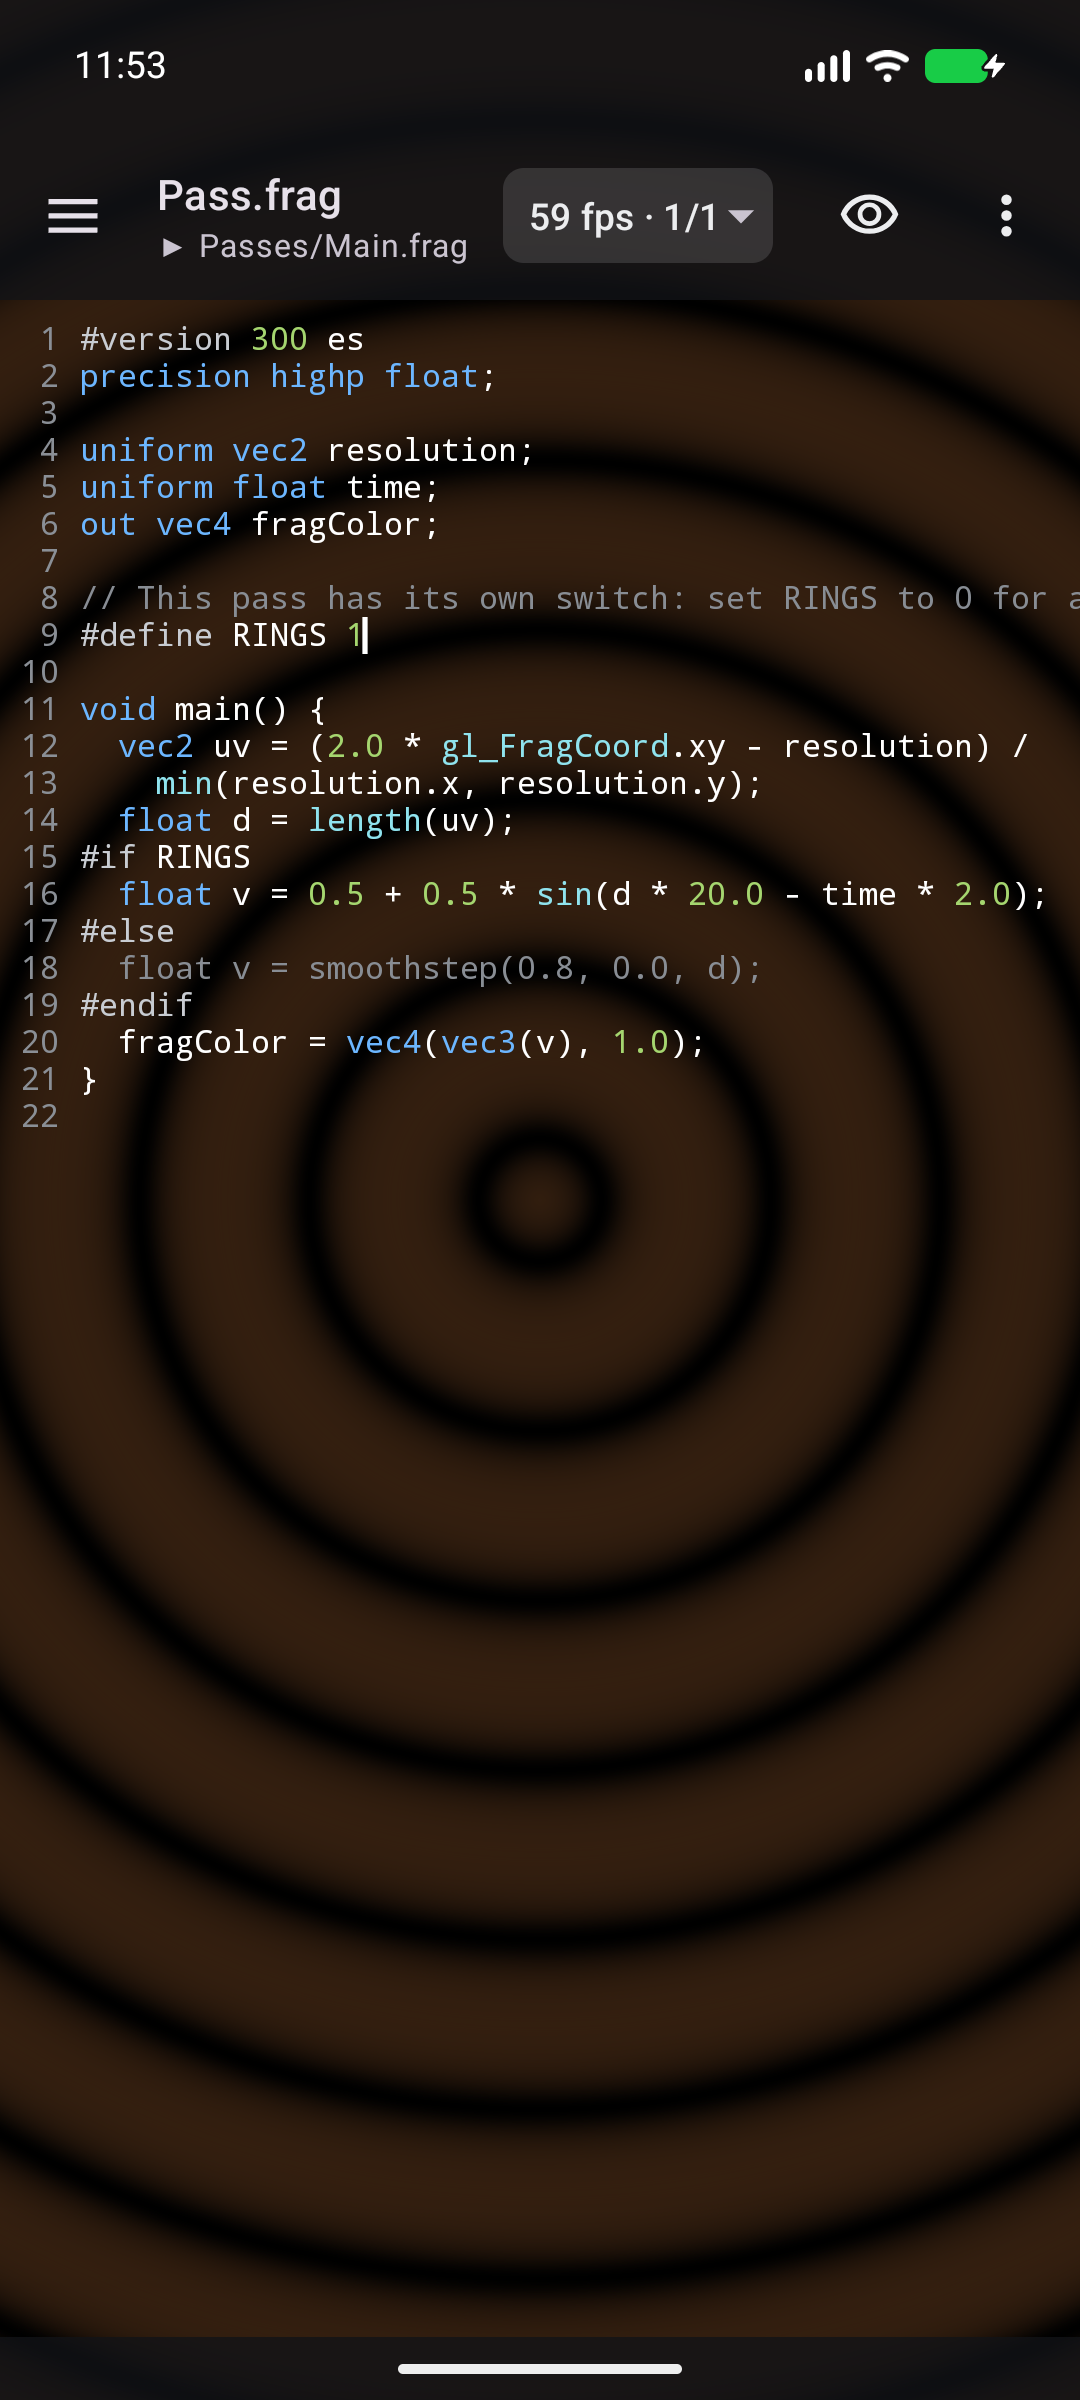 11:53
Pass.frag
► Passes/Main.frag
59 fps · 1/1
1 #version 300 es
2 precision highp float;
3
4 uniform vec2 resolution;
5 uniform float time;
6 out vec4 fragColor;
7
8 // This pass has its own switch: set RINGS to 0 for a
9 #define RINGS 1
10
11 void main() {
12   vec2 uv = (2.0 * gl_FragCoord.xy - resolution) /
13     min(resolution.x, resolution.y);
14   float d = length(uv);
15 #if RINGS
16   float v = 0.5 + 0.5 * sin(d * 20.0 - time * 2.0);
17 #else
18   float v = smoothstep(0.8, 0.0, d);
19 #endif
20   fragColor = vec4(vec3(v), 1.0);
21 }
22